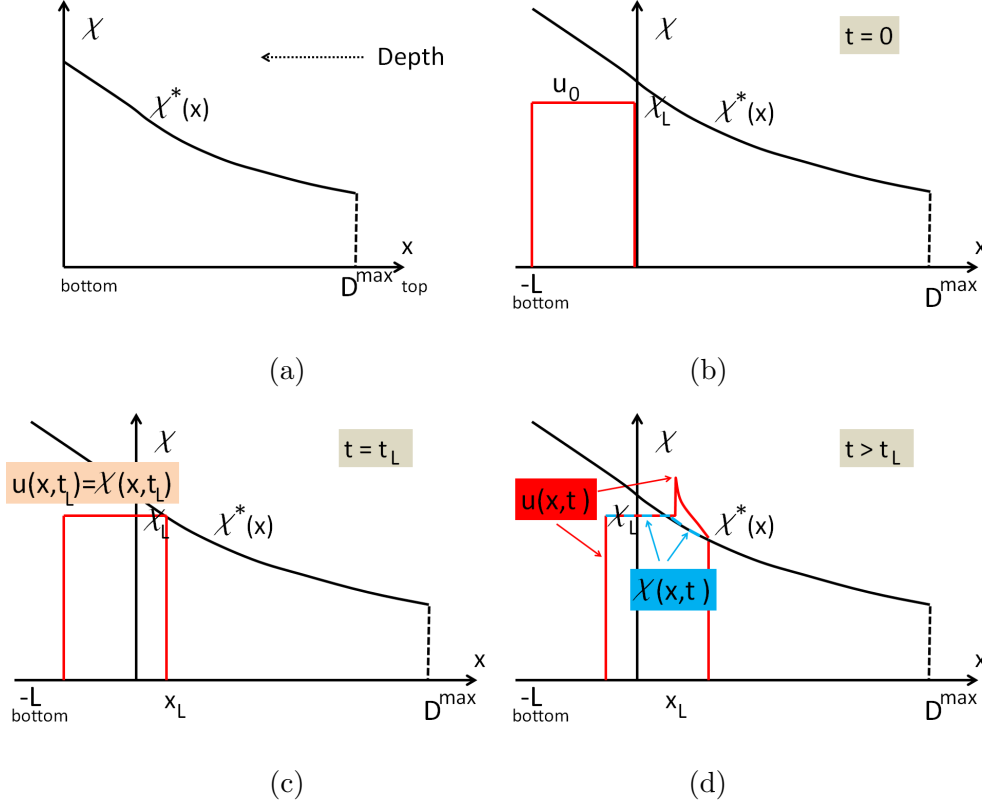 χ
Depth
χ*(x)
x
bottom
D^max
top
(a)
χ
t = 0
u_0
χ_L
χ*(x)
x
-L
bottom
D^max
(b)
χ
t = t_L
u(x,t_L)=χ(x,t_L)
χ_L
χ*(x)
x
-L
bottom
x_L
D^max
(c)
χ
t > t_L
u(x,t )
χ_L
χ*(x)
χ(x,t )
x
-L
bottom
x_L
D^max
(d)